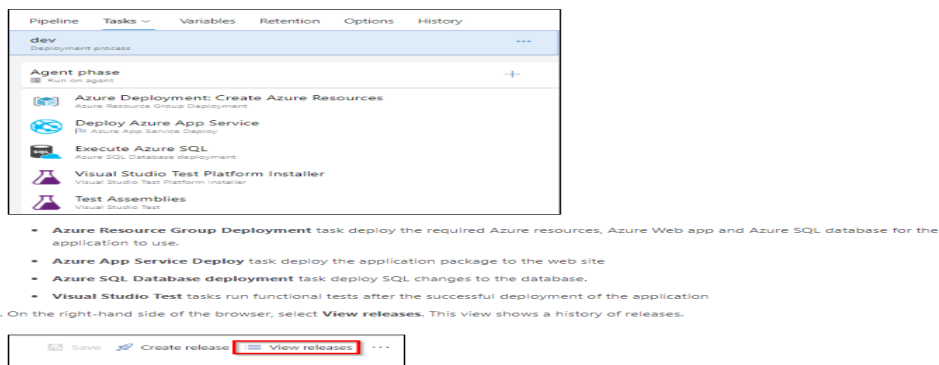 Pipeline Tasks Variables Retention Options History
dev
Deployment process
Agent phase
Run on agent
Azure Deployment: Create Azure Resources
Azure Resource Group Deployment
Deploy Azure App Service
Azure App Service Deploy
Execute Azure SQL
Azure SQL Database deployment
Visual Studio Test Platform Installer
Visual Studio Test Platform Installer
Test Assemblies
Visual Studio Test
• Azure Resource Group Deployment task deploy the required Azure resources, Azure Web app and Azure SQL database for the
application to use.
• Azure App Service Deploy task deploy the application package to the web site
• Azure SQL Database deployment task deploy SQL changes to the database.
• Visual Studio Test tasks run functional tests after the successful deployment of the application
. On the right-hand side of the browser, select View releases. This view shows a history of releases.
Save Create release View releases ...